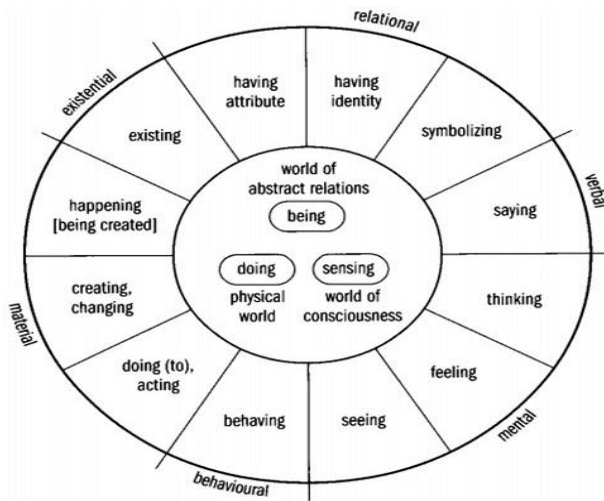 relational
having
attribute
having
identity
existential
existing
symbolizing
world of
abstract relations
being
verbal
happening
[being created]
saying
doing
sensing
physical
world
world of
consciousness
creating,
changing
thinking
material
doing (to),
acting
feeling
behaving
seeing
mental
behavioural